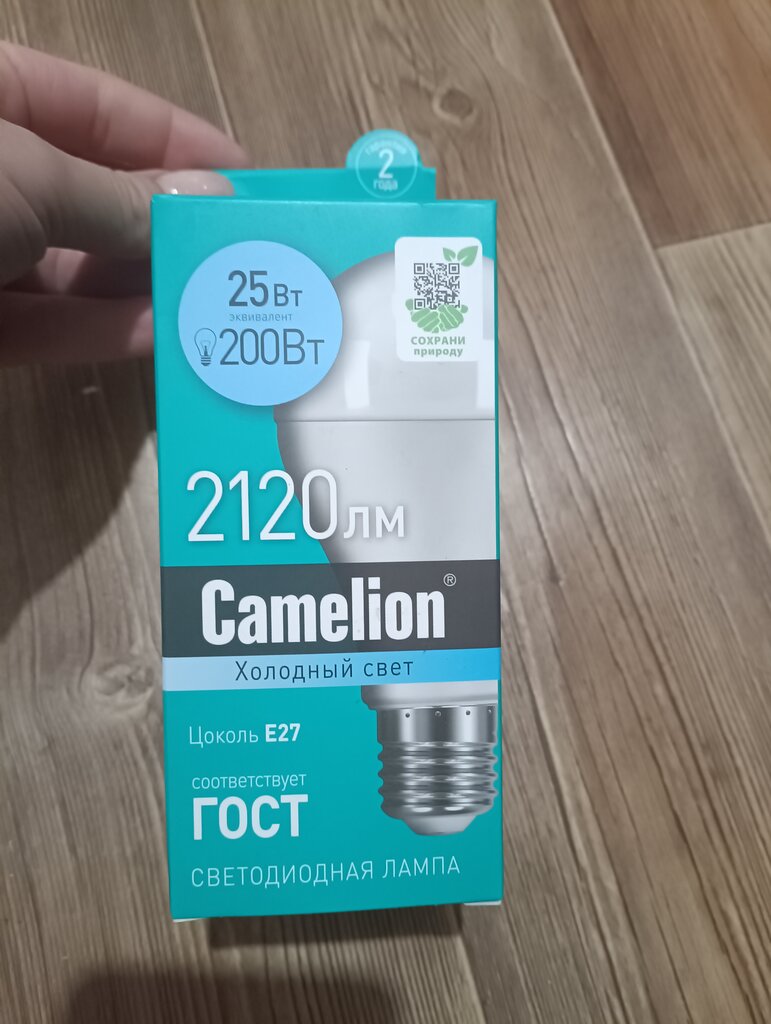 гарантия
2
года
25Вт
эквивалент
200Вт
СОХРАНИ
природу
2120лм
Camelion®
Холодный свет
Цоколь E27
соответствует
ГОСТ
СВЕТОДИОДНАЯ ЛАМПА